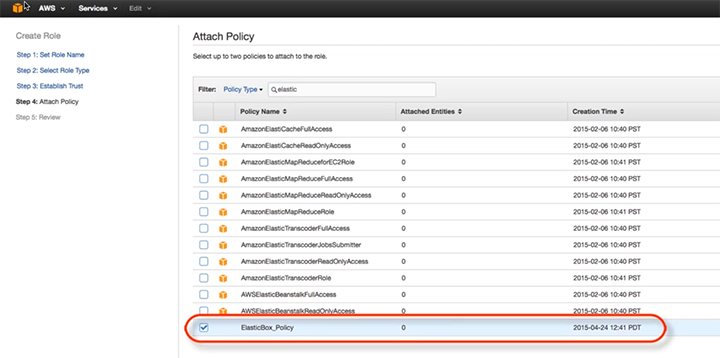 AWS Services Edit
Create Role
Step 1: Set Role Name
Step 2: Select Role Type
Step 3: Establish Trust
Step 4: Attach Policy
Step 5: Review
Attach Policy
Select up to two policies to attach to the role.
Filter: Policy Type elastic
Policy Name Attached Entities Creation Time
AmazonElastiCacheFullAccess 0 2015-02-06 10:40 PST
AmazonElastiCacheReadOnlyAccess 0 2015-02-06 10:40 PST
AmazonElasticMapReduceforEC2Role 0 2015-02-06 10:41 PST
AmazonElasticMapReduceFullAccess 0 2015-02-06 10:40 PST
AmazonElasticMapReduceReadOnlyAccess 0 2015-02-06 10:40 PST
AmazonElasticMapReduceRole 0 2015-02-06 10:41 PST
AmazonElasticTranscoderFullAccess 0 2015-02-06 10:40 PST
AmazonElasticTranscoderJobsSubmitter 0 2015-02-06 10:40 PST
AmazonElasticTranscoderReadOnlyAccess 0 2015-02-06 10:40 PST
AmazonElasticTranscoderRole 0 2015-02-06 10:41 PST
AWSElasticBeanstalkFullAccess 0 2015-02-06 10:40 PST
AWSElasticBeanstalkReadOnlyAccess 0 2015-02-06 10:40 PST
ElasticBox_Policy 0 2015-04-24 12:41 PDT